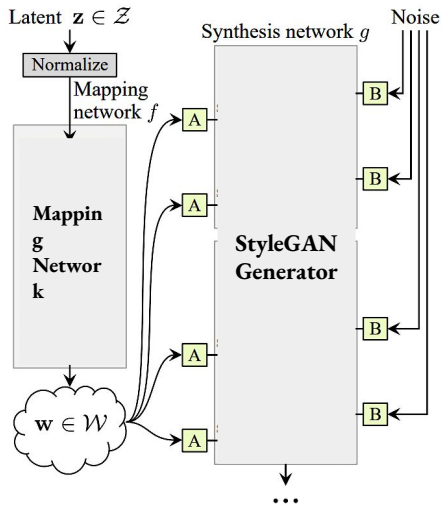 Latent z ∈ 𝒵
Normalize
Mapping
network f
Mappin
g
Networ
k
w ∈ 𝒲
Synthesis network g
Noise
A
B
A
B
StyleGAN
Generator
A
B
A
B
...